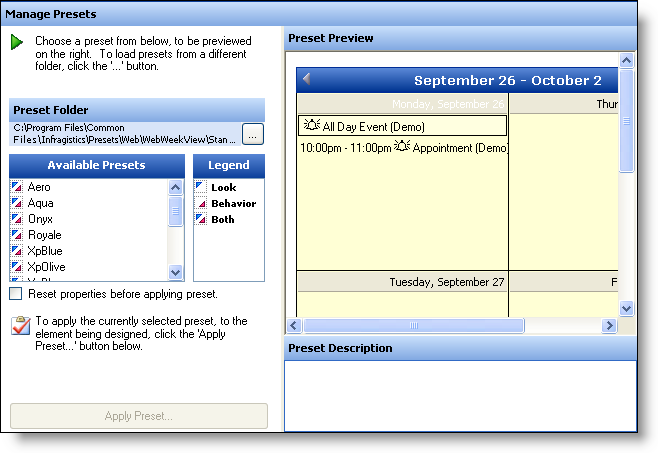 Manage Presets
Choose a preset from below, to be previewed
on the right. To load presets from a different
folder, click the '...' button.
Preset Folder
C:\Program Files\Common
Files\Infragistics\Presets\Web\WebWeekView\Stan ...
...
Available Presets
Aero
Aqua
Onyx
Royale
XpBlue
XpOlive
Legend
Look
Behavior
Both
Reset properties before applying preset.
To apply the currently selected preset, to the
element being designed, click the 'Apply
Preset...' button below.
Apply Preset...
Preset Preview
September 26 - October 2
Monday, September 26
Thur
All Day Event (Demo)
10:00pm - 11:00pm Appointment (Demo
Tuesday, September 27
F
Preset Description